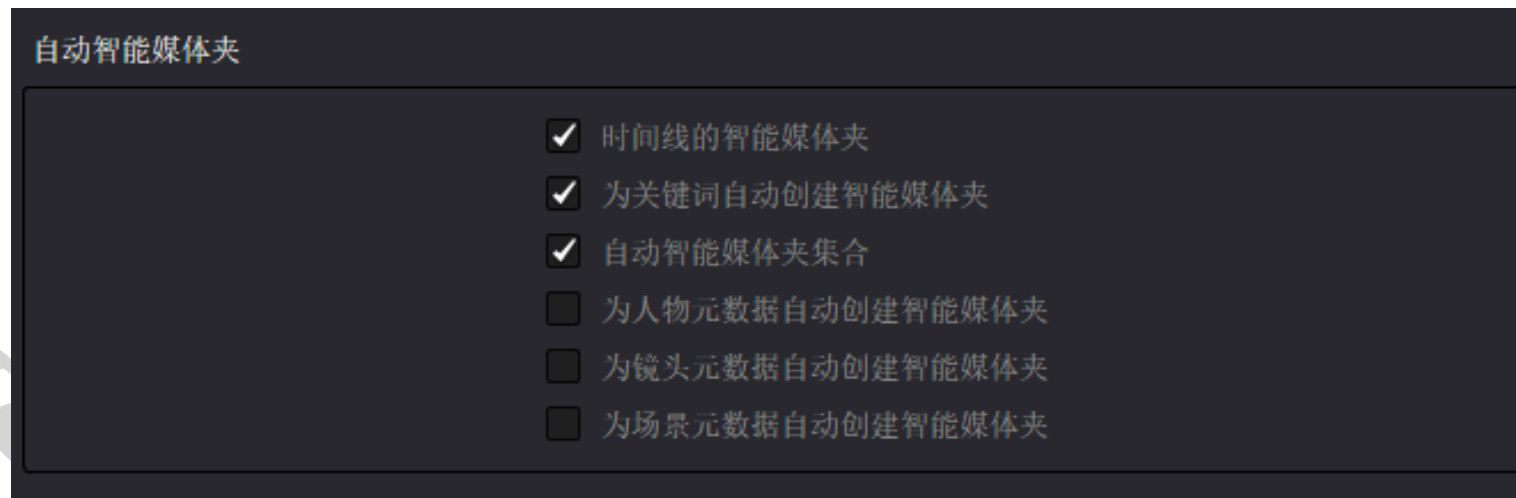 自动智能媒体夹
时间线的智能媒体夹
为关键词自动创建智能媒体夹
自动智能媒体夹集合
为人物元数据自动创建智能媒体夹
为镜头元数据自动创建智能媒体夹
为场景元数据自动创建智能媒体夹